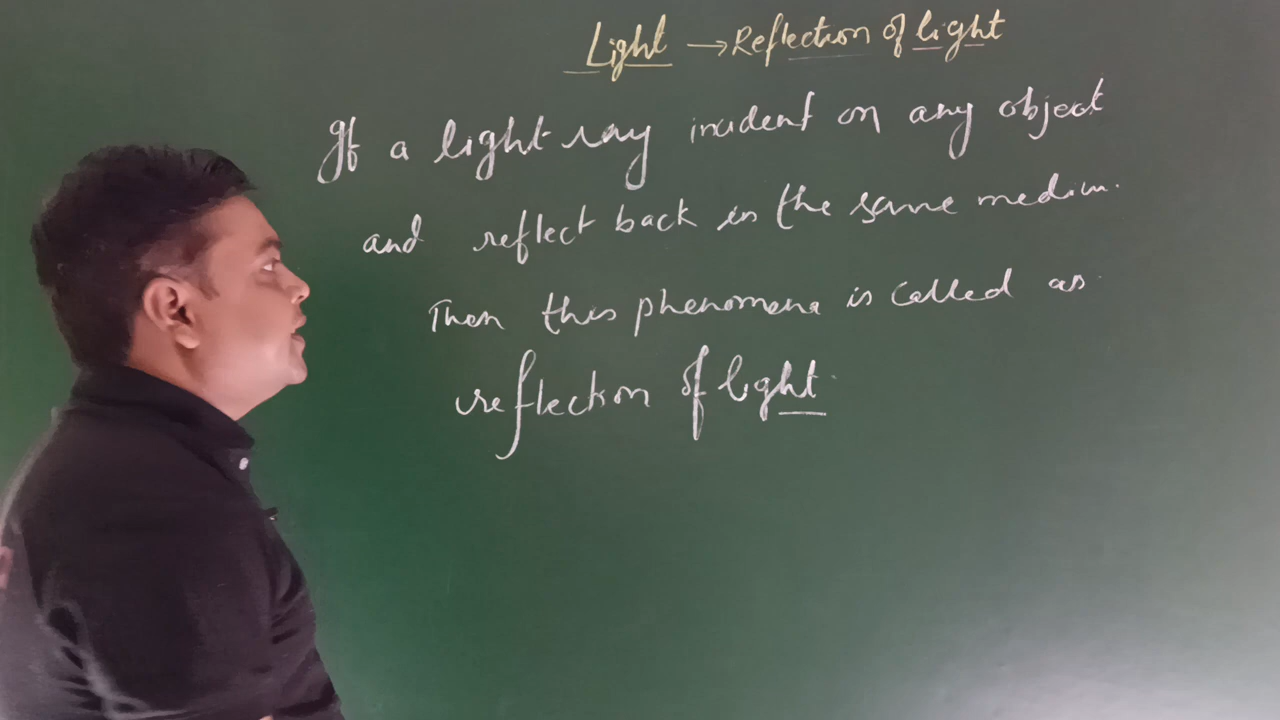 Light → Reflection of light
If a light ray incident on any object
and reflect back in the same medium.
Then this phenomena is called as
reflection of light.